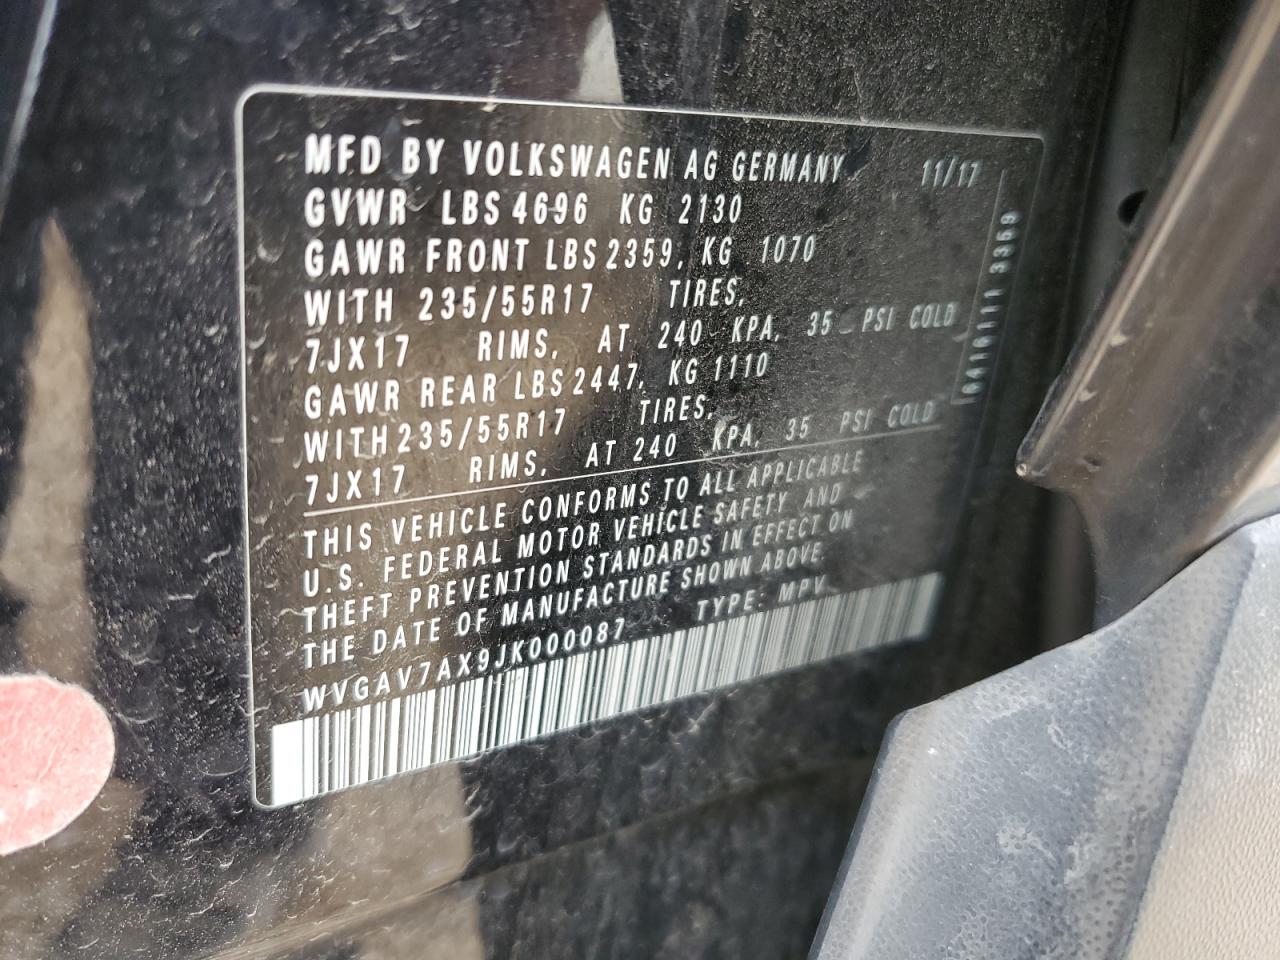 MFD BY VOLKSWAGEN AG GERMANY 11/17
GVWR LBS 4696 KG 2130
GAWR FRONT LBS 2359, KG 1070
WITH 235/55R17 TIRES,
7JX17 RIMS, AT 240 KPA, 35 PSI COLD
GAWR REAR LBS 2447, KG 1110
WITH 235/55R17 TIRES,
7JX17 RIMS, AT 240 KPA, 35 PSI COLD
THIS VEHICLE CONFORMS TO ALL APPLICABLE
U.S. FEDERAL MOTOR VEHICLE SAFETY AND
THEFT PREVENTION STANDARDS IN EFFECT ON
THE DATE OF MANUFACTURE SHOWN ABOVE.
WVGAV7AX9JK000087 TYPE: MPV